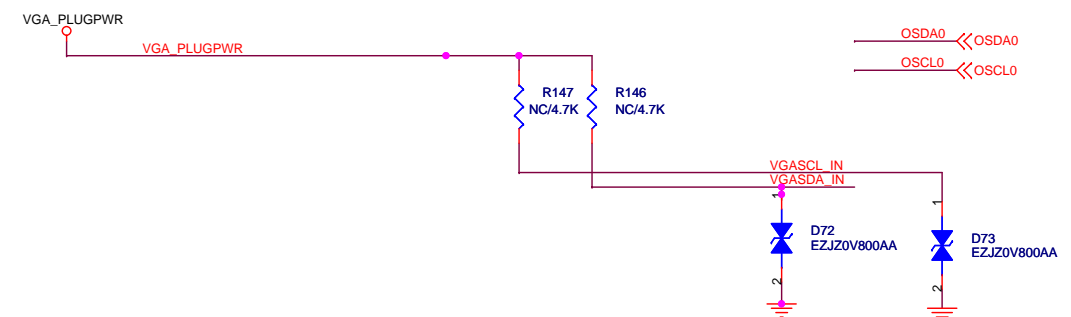 VGA_PLUGPWR
VGA_PLUGPWR
OSDA0
OSDA0
OSCL0
OSCL0
R147
NC/4.7K
R146
NC/4.7K
VGASCL_IN
VGASDA_IN
1
D72
EZJZ0V800AA
2
1
D73
EZJZ0V800AA
2